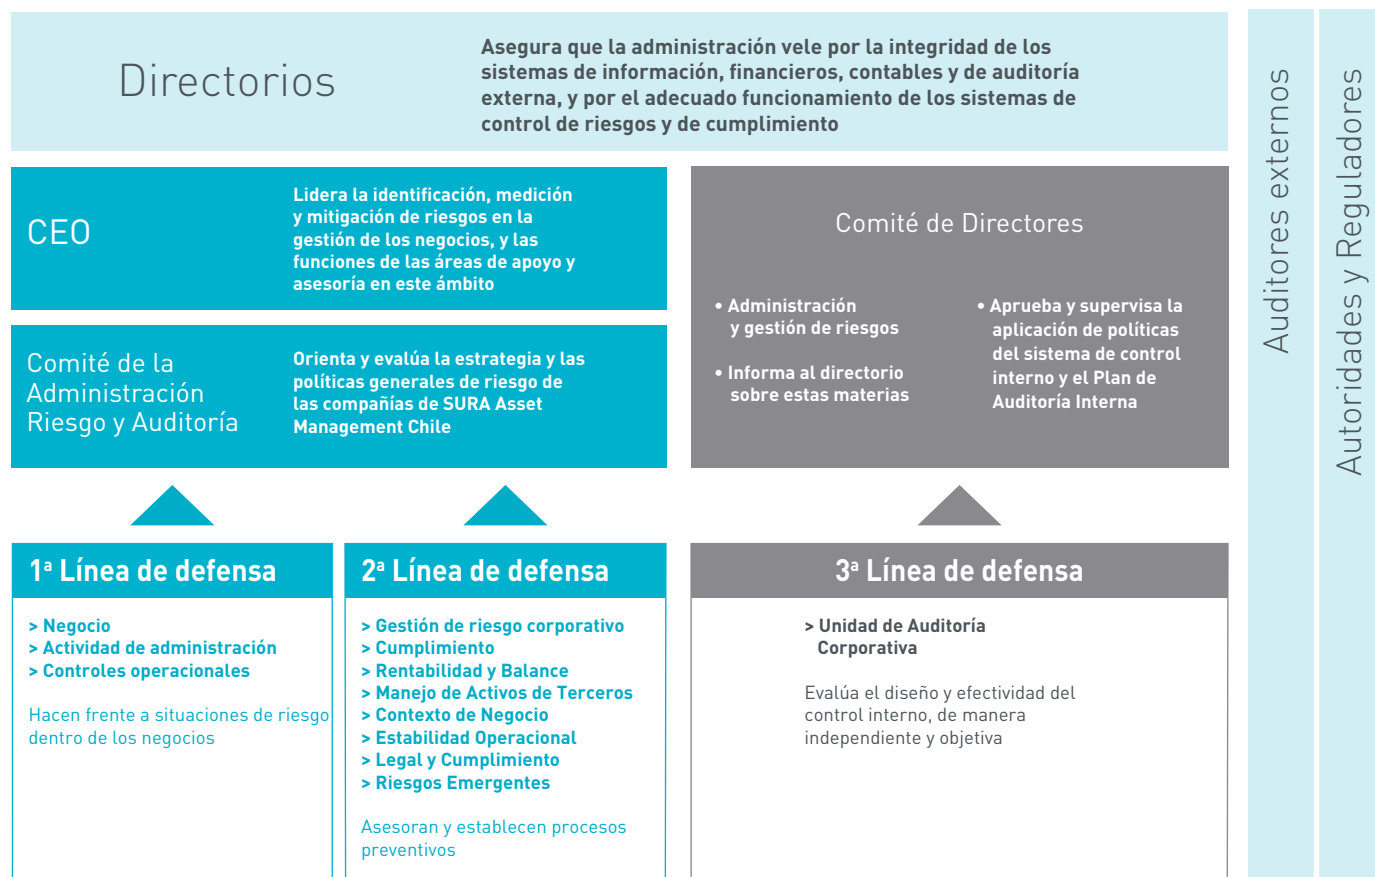 Directorios
Asegura que la administración vele por la integridad de los
sistemas de información, financieros, contables y de auditoría
externa, y por el adecuado funcionamiento de los sistemas de
control de riesgos y de cumplimiento
CEO
Lidera la identificación, medición
y mitigación de riesgos en la
gestión de los negocios, y las
funciones de las áreas de apoyo y
asesoría en este ámbito
Comité de la
Administración
Riesgo y Auditoría
Orienta y evalúa la estrategia y las
políticas generales de riesgo de
las compañías de SURA Asset
Management Chile
Comité de Directores
• Administración
y gestión de riesgos
• Informa al directorio
sobre estas materias
• Aprueba y supervisa la
aplicación de políticas
del sistema de control
interno y el Plan de
Auditoría Interna
1ª Línea de defensa
> Negocio
> Actividad de administración
> Controles operacionales
Hacen frente a situaciones de riesgo
dentro de los negocios
2ª Línea de defensa
> Gestión de riesgo corporativo
> Cumplimiento
> Rentabilidad y Balance
> Manejo de Activos de Terceros
> Contexto de Negocio
> Estabilidad Operacional
> Legal y Cumplimiento
> Riesgos Emergentes
Asesoran y establecen procesos
preventivos
3ª Línea de defensa
> Unidad de Auditoría
Corporativa
Evalúa el diseño y efectividad del
control interno, de manera
independiente y objetiva
Auditores externos
Autoridades y Reguladores